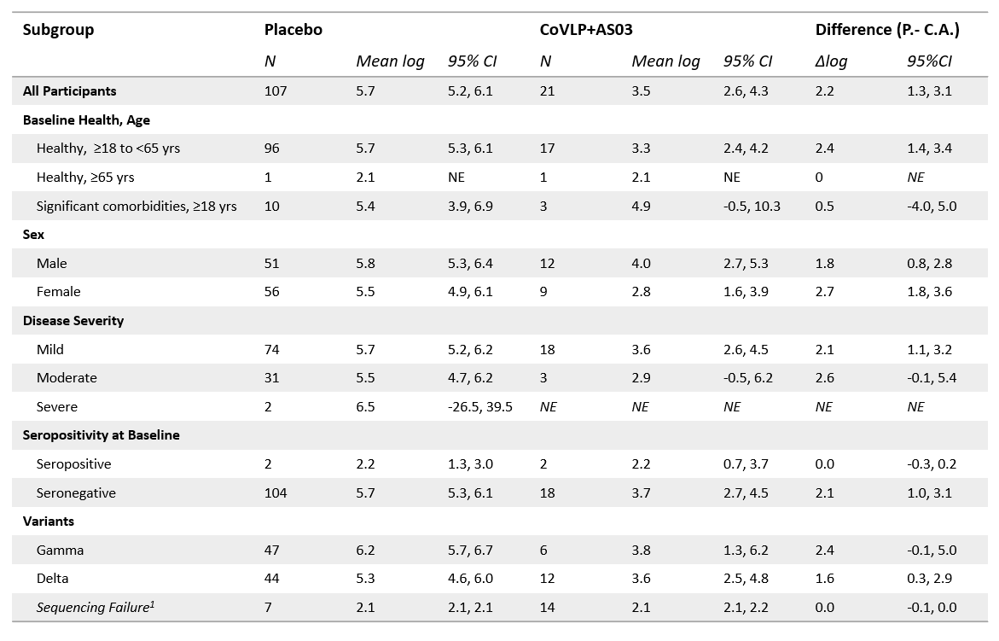 Subgroup Placebo CoVLP+AS03 Difference (P.- C.A.)
N Mean log 95% CI N Mean log 95% CI Δlog 95%CI
All Participants 107 5.7 5.2, 6.1 21 3.5 2.6, 4.3 2.2 1.3, 3.1
Baseline Health, Age
Healthy, ≥18 to <65 yrs 96 5.7 5.3, 6.1 17 3.3 2.4, 4.2 2.4 1.4, 3.4
Healthy, ≥65 yrs 1 2.1 NE 1 2.1 NE 0 NE
Significant comorbidities, ≥18 yrs 10 5.4 3.9, 6.9 3 4.9 -0.5, 10.3 0.5 -4.0, 5.0
Sex
Male 51 5.8 5.3, 6.4 12 4.0 2.7, 5.3 1.8 0.8, 2.8
Female 56 5.5 4.9, 6.1 9 2.8 1.6, 3.9 2.7 1.8, 3.6
Disease Severity
Mild 74 5.7 5.2, 6.2 18 3.6 2.6, 4.5 2.1 1.1, 3.2
Moderate 31 5.5 4.7, 6.2 3 2.9 -0.5, 6.2 2.6 -0.1, 5.4
Severe 2 6.5 -26.5, 39.5 NE NE NE NE NE
Seropositivity at Baseline
Seropositive 2 2.2 1.3, 3.0 2 2.2 0.7, 3.7 0.0 -0.3, 0.2
Seronegative 104 5.7 5.3, 6.1 18 3.7 2.7, 4.5 2.1 1.0, 3.1
Variants
Gamma 47 6.2 5.7, 6.7 6 3.8 1.3, 6.2 2.4 -0.1, 5.0
Delta 44 5.3 4.6, 6.0 12 3.6 2.5, 4.8 1.6 0.3, 2.9
Sequencing Failure¹ 7 2.1 2.1, 2.1 14 2.1 2.1, 2.2 0.0 -0.1, 0.0